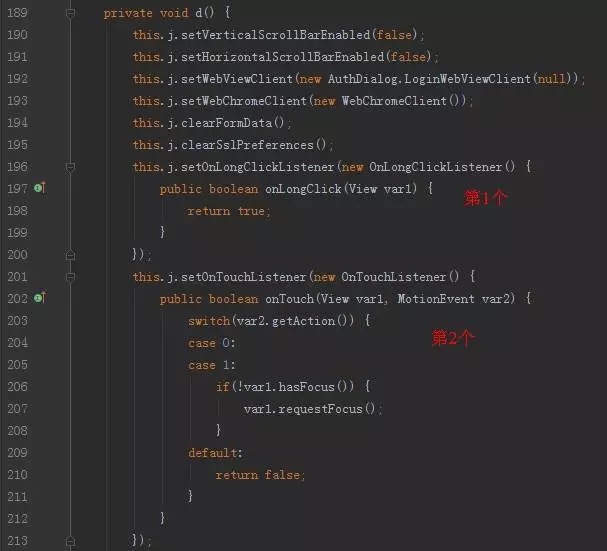 189 private void d() {
190 this.j.setVerticalScrollBarEnabled(false);
191 this.j.setHorizontalScrollBarEnabled(false);
192 this.j.setWebViewClient(new AuthDialog.LoginWebViewClient(null));
193 this.j.setWebChromeClient(new WebChromeClient());
194 this.j.clearFormData();
195 this.j.clearSslPreferences();
196 this.j.setOnLongClickListener(new OnLongClickListener() {
197 public boolean onLongClick(View var1) { 第1个
198 return true;
199 }
200 });
201 this.j.setOnTouchListener(new OnTouchListener() {
202 public boolean onTouch(View var1, MotionEvent var2) {
203 switch(var2.getAction()) {
204 case 0: 第2个
205 case 1:
206 if(!var1.hasFocus()) {
207 var1.requestFocus();
208 }
209 default:
210 return false;
211 }
212 }
213 });